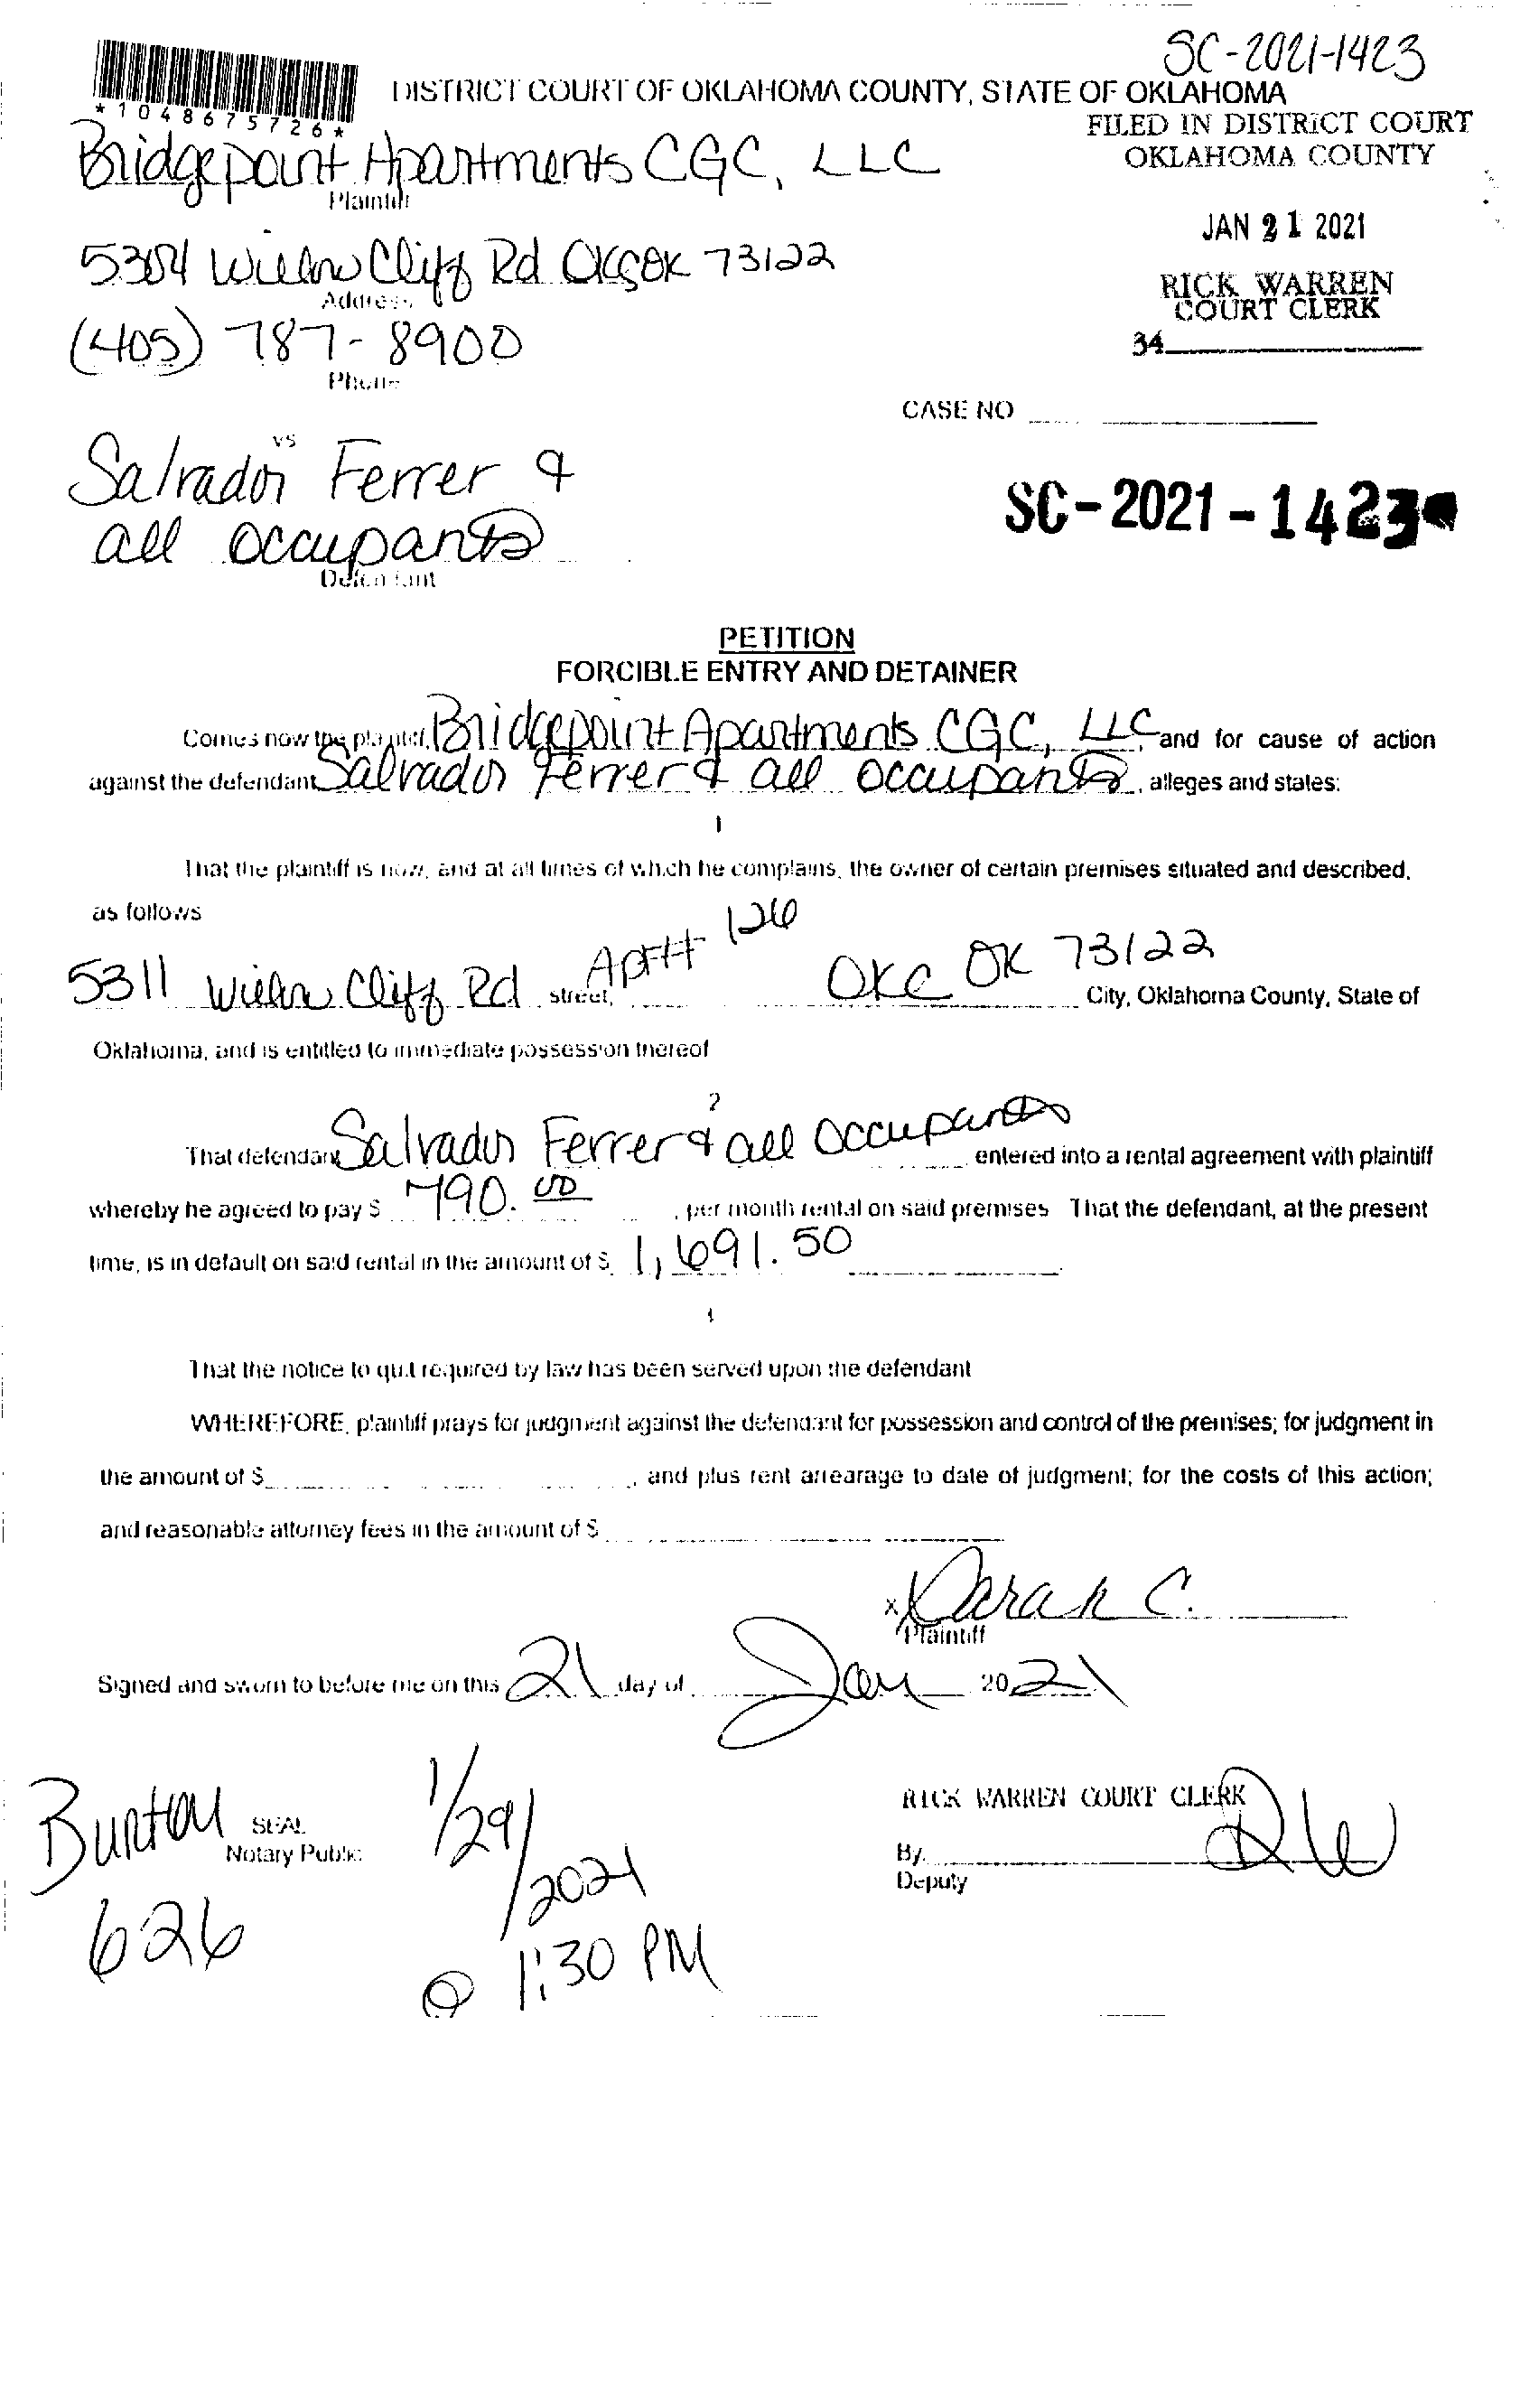 SC-2021-1423
*1048675726*
DISTRICT COURT OF OKLAHOMA COUNTY, STATE OF OKLAHOMA
FILED IN DISTRICT COURT
OKLAHOMA COUNTY
Bridgepoint Apartments CGC, LLC
Plaintiff
JAN 21 2021
5304 Willow Cliff Rd OKC OK 73122
Address
RICK WARREN
COURT CLERK
(405) 787-8900
Phone
34
CASE NO
vs
Salvador Ferrer &
all occupants
Defendant
SC-2021-1423
PETITION
FORCIBLE ENTRY AND DETAINER
Comes now the plaintiff, Bridgepoint Apartments CGC, LLC, and for cause of action
against the defendant Salvador Ferrer & all occupants, alleges and states:
1
That the plaintiff is now, and at all times of which he complains, the owner of certain premises situated and described,
as follows
5311 Willow Cliff Rd street, Apt# 126 OKC OK 73122 City, Oklahoma County, State of
Oklahoma, and is entitled to immediate possession thereof
2
That defendant Salvador Ferrer & all occupants entered into a rental agreement with plaintiff
whereby he agreed to pay $ 790.00, per month rental on said premises That the defendant, at the present
time, is in default on said rental in the amount of $ 1,691.50.
That the notice to quit required by law has been served upon the defendant
WHEREFORE, plaintiff prays for judgment against the defendant for possession and control of the premises; for judgment in
the amount of $, and plus rent arrearage to date of judgment; for the costs of this action;
and reasonable attorney fees in the amount of $
x Karah C.
Plaintiff
Signed and sworn to before me on this 21 day of Jan 2021
RICK WARREN COURT CLERK
Burton
SEAL
Notary Public
1/29/2021
By. RW
Deputy
626
@ 1:30 PM